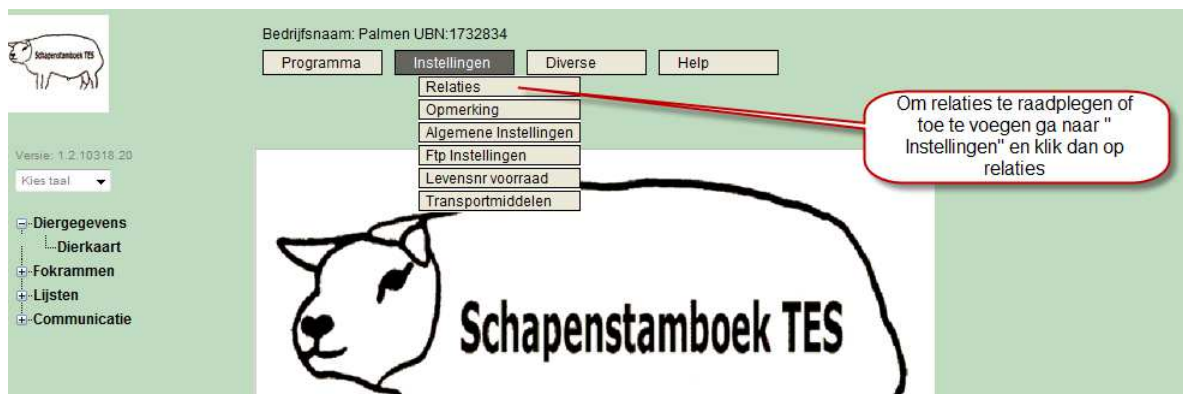 Schapenstamboek TES
Bedrijfsnaam: Palmen UBN:1732834
Programma Instellingen Diverse Help
Relaties
Opmerking
Algemene Instellingen
Ftp Instellingen
Levensnr voorraad
Transportmiddelen
Om relaties te raadplegen of
toe te voegen ga naar "
Instellingen" en klik dan op
relaties
Versie: 1.2.10318.20
Kies taal
Diergegevens
Dierkaart
Fokrammen
Lijsten
Communicatie
Schapenstamboek TES